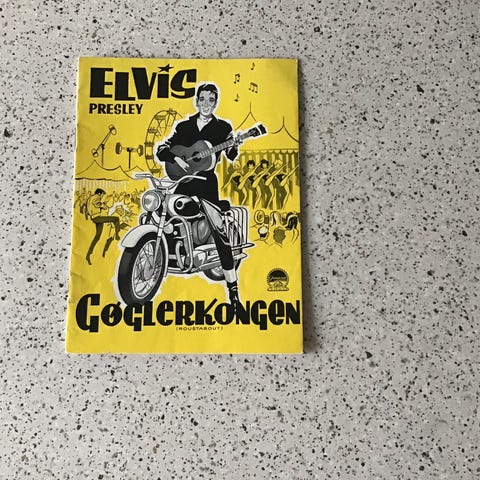 ELVIS
PRESLEY
GØGLERKONGEN
(ROUSTABOUT)